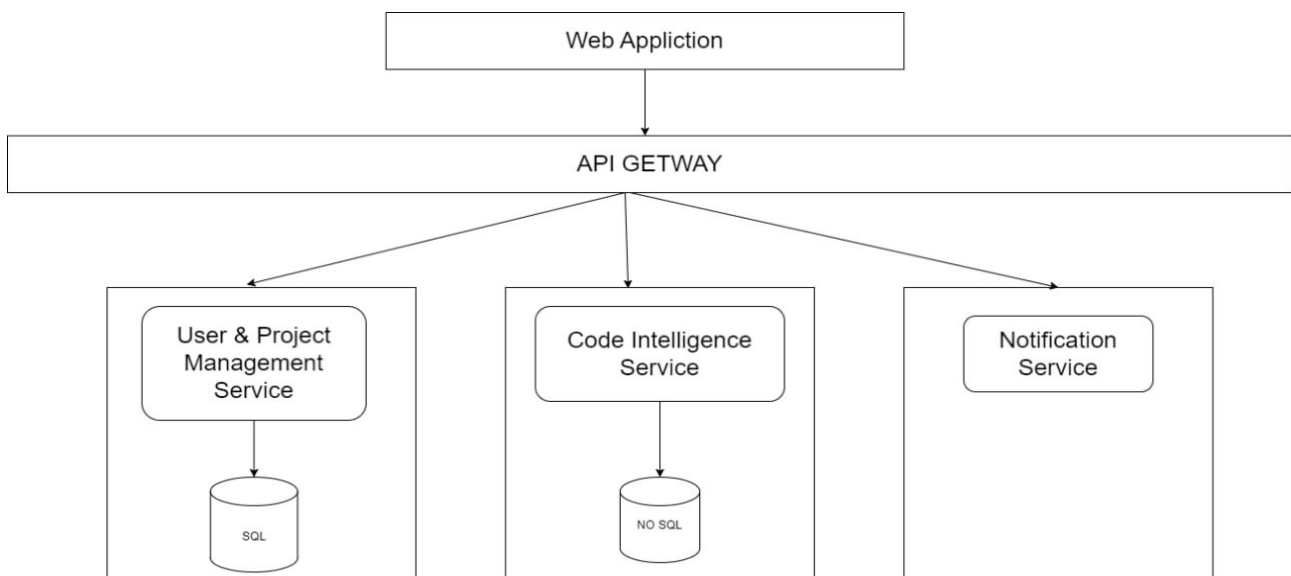 Web Appliction
API GETWAY
User & Project
Management
Service
Code Intelligence
Service
Notification
Service
SQL
NO SQL